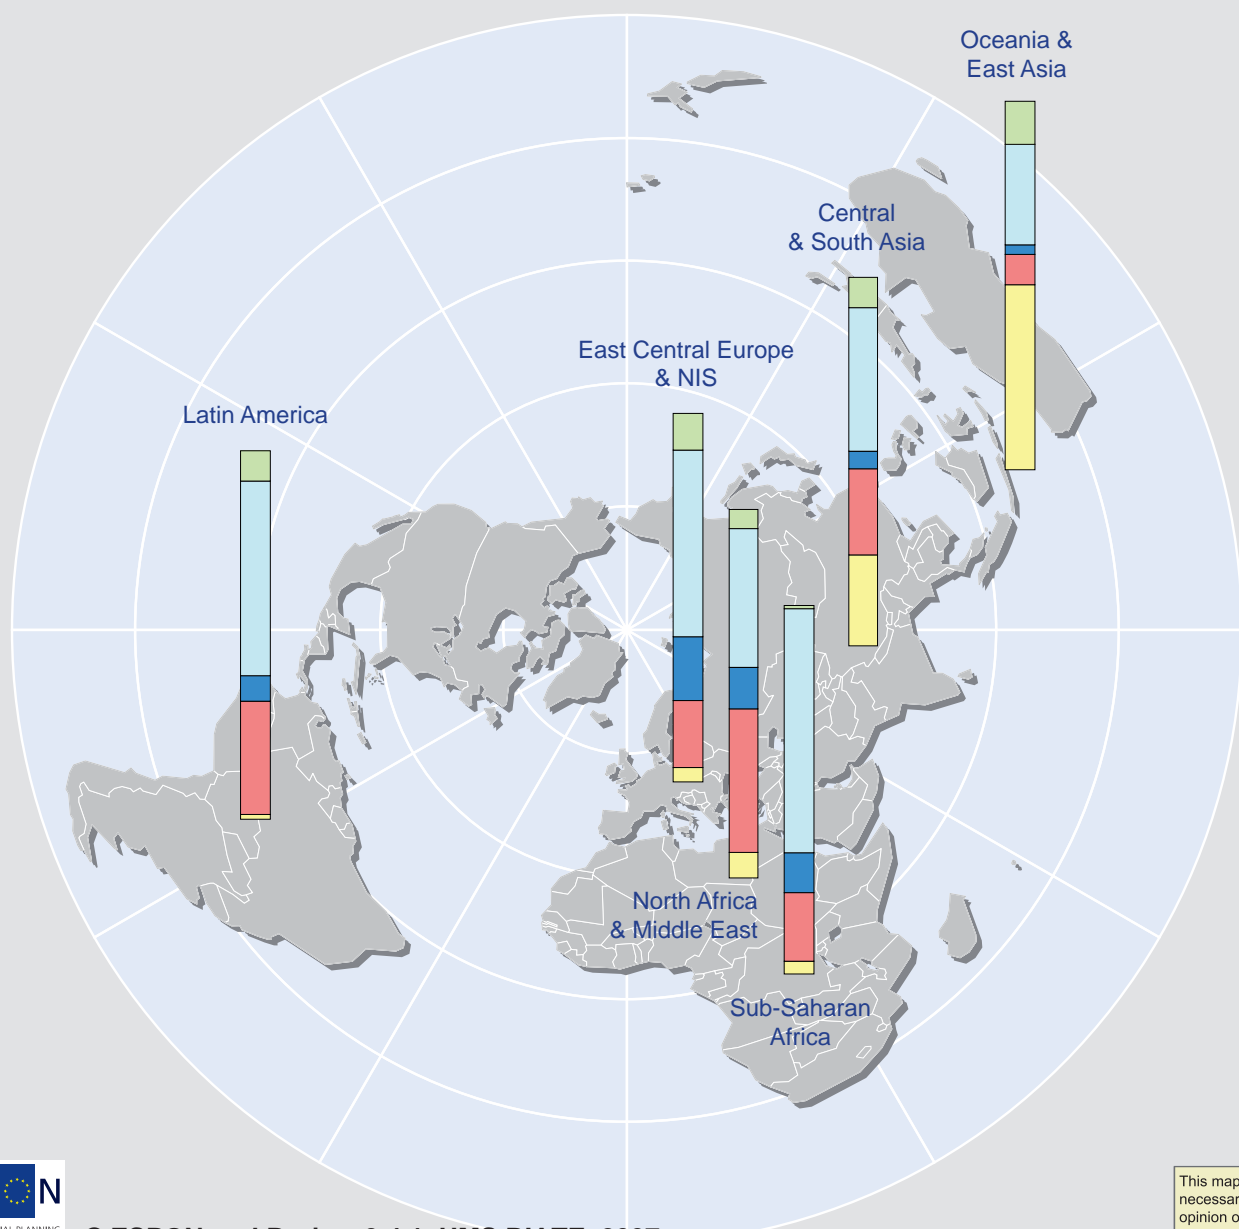 Oceania &
East Asia
Central
& South Asia
East Central Europe
& NIS
Latin America
North Africa
& Middle East
Sub-Saharan
Africa
N
This map
necessar
opinion o